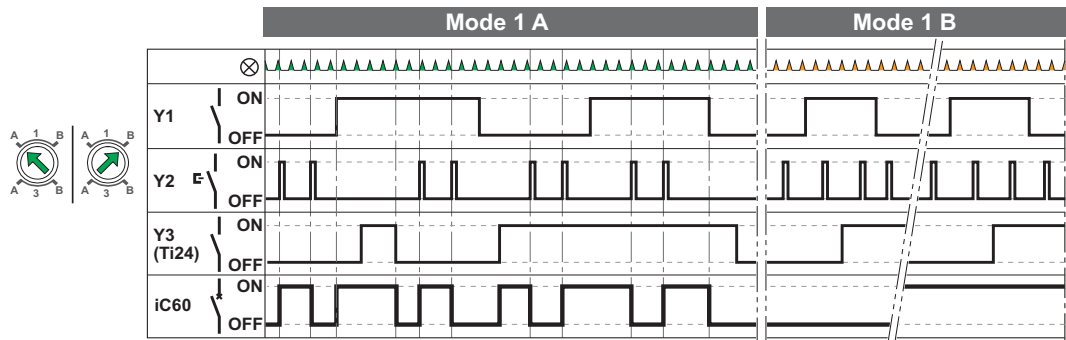 Mode 1 A
Mode 1 B
ON
Y1
OFF
A 1 B
A 3 B
A 1 B
A 3 B
ON
Y2
OFF
ON
Y3
(Ti24)
OFF
ON
iC60
OFF